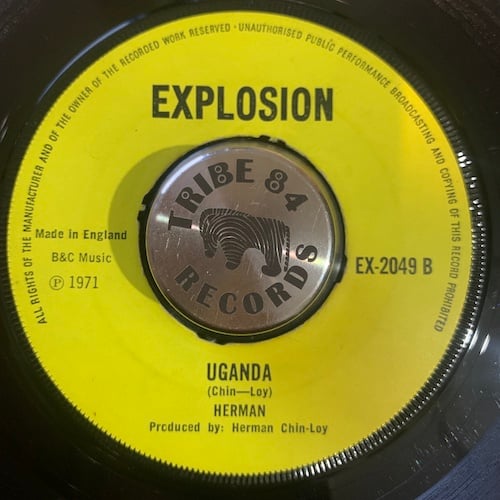 ALL RIGHTS OF THE MANUFACTURER AND OF THE OWNER OF THE RECORDED WORK RESERVED · UNAUTHORISED PUBLIC PERFORMANCE BROADCASTING AND COPYING OF THIS RECORD PROHIBITED
EXPLOSION
TRIBE 84
RECORDS
Made in England
B&C Music
℗ 1971
EX-2049 B
UGANDA
(Chin—Loy)
HERMAN
Produced by: Herman Chin-Loy